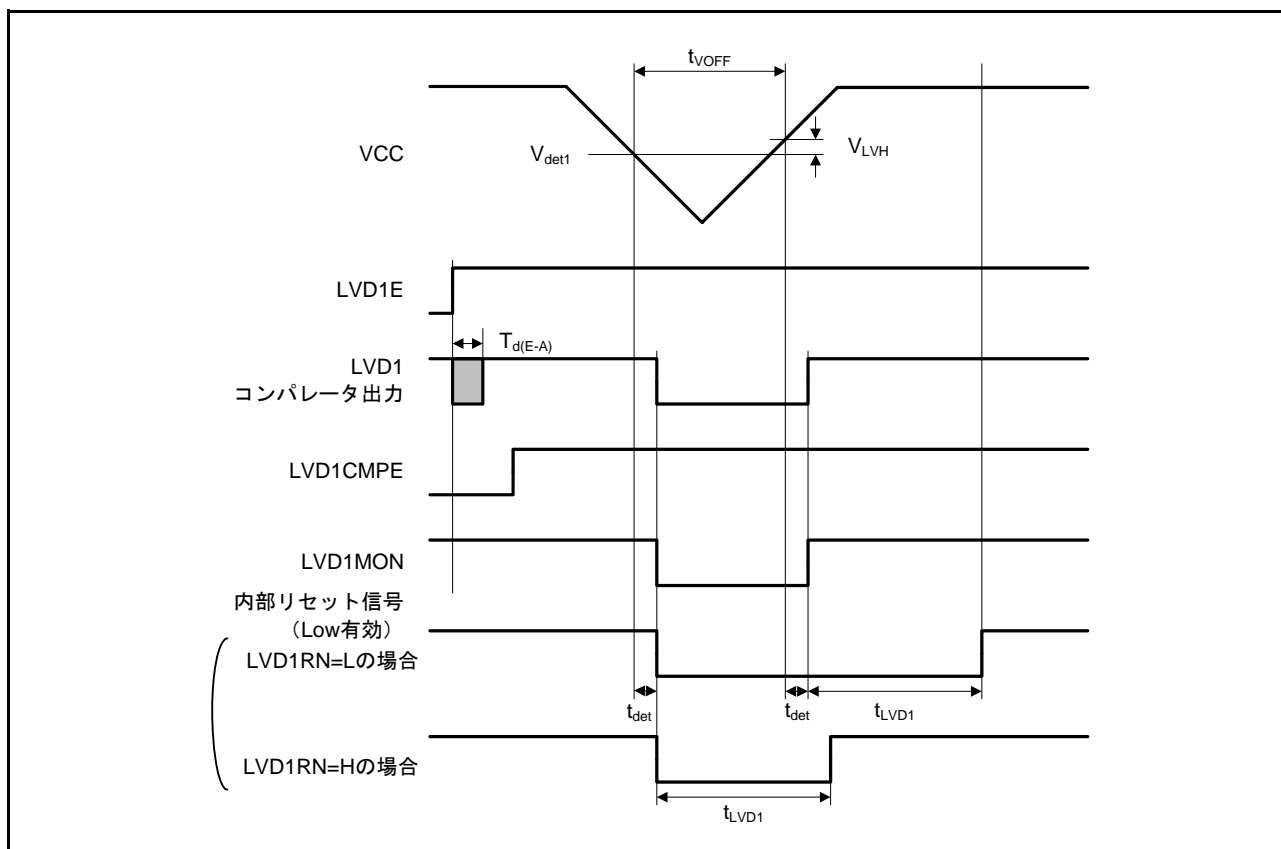 tVOFF
VCC
Vdet1
VLVH
LVD1E
Td(E-A)
LVD1
コンパレータ出力
LVD1CMPE
LVD1MON
内部リセット信号
（Low有効）
LVD1RN=Lの場合
tdet
tdet
tLVD1
LVD1RN=Hの場合
tLVD1